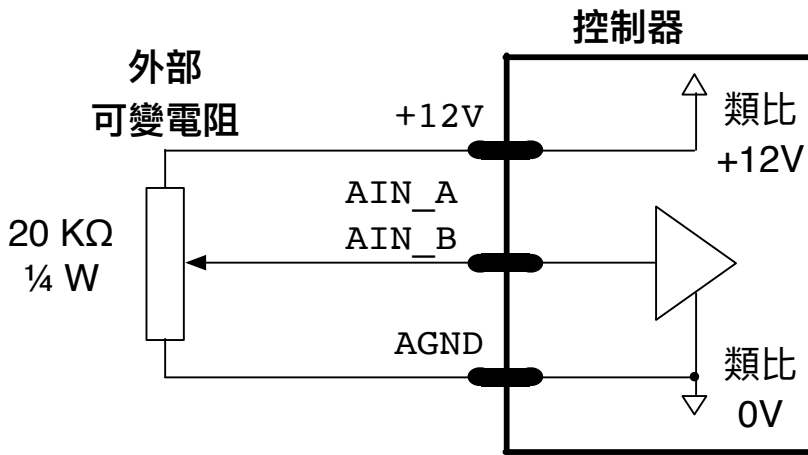 控制器
外部
可變電阻
+12V
類比
+12V
AIN_A
AIN_B
20 KΩ
¼ W
AGND
類比
0V